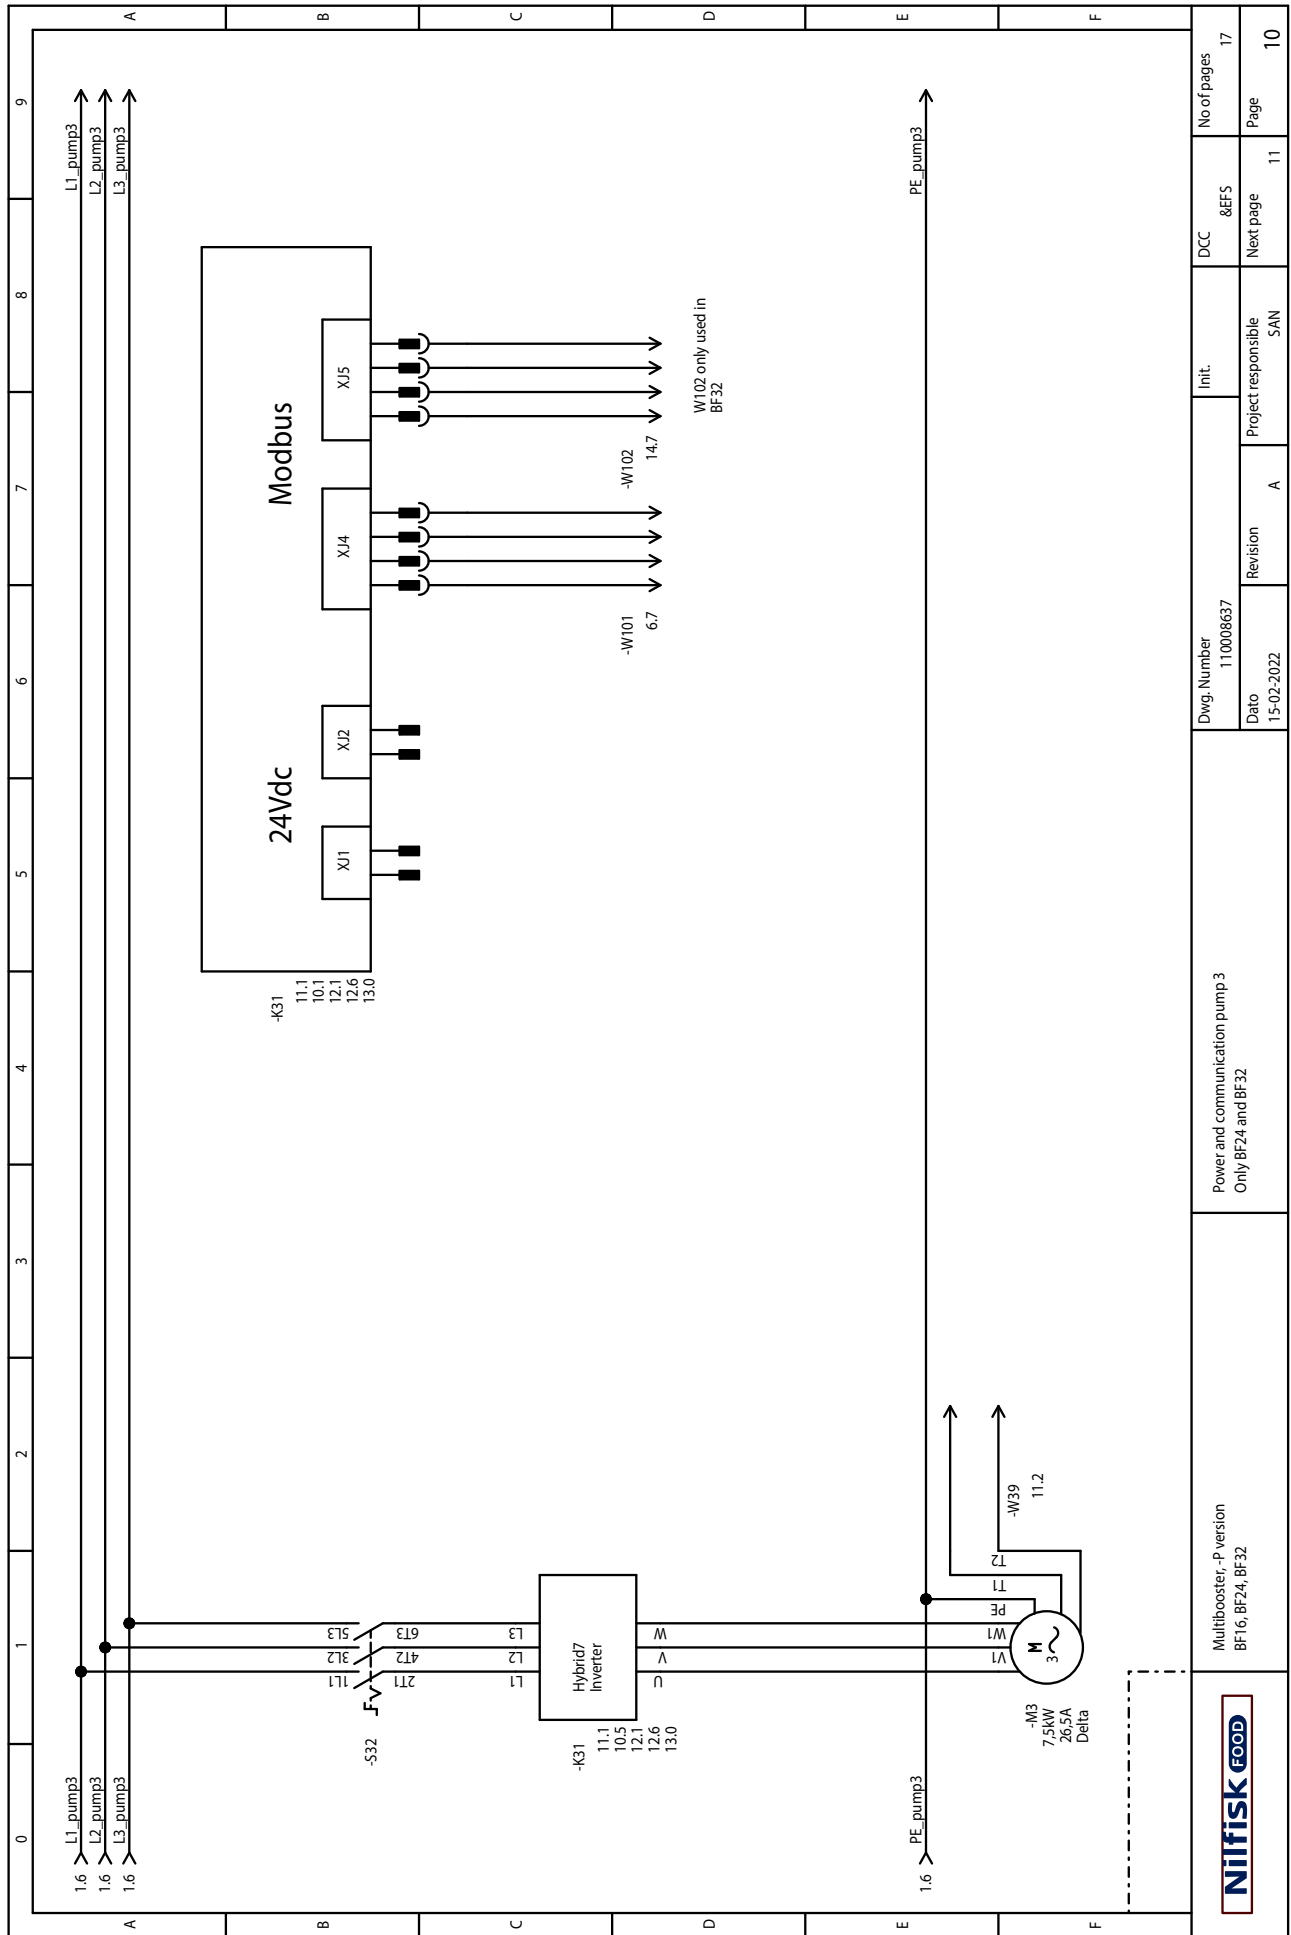 0 1 2 3 4 5 6 7 8 9
A
B
C
D
E
F
A
B
C
D
E
F
1.6 L1_pump3
1.6 L2_pump3
1.6 L3_pump3
L1_pump3
L2_pump3
L3_pump3
-K31
11.1
10.1
12.1
12.6
13.0
24Vdc
Modbus
XJ1
XJ2
XJ4
XJ5
-W101
6.7
-W102
14.7
W102 only used in
BF32
-S32
1L1 3L2 5L3
2T1 4T2 6T3
L1 L2 L3
-K31
11.1
10.5
12.1
12.6
13.0
Hybrid7
Inverter
U V W
1.6 PE_pump3
PE_pump3
V1 W1 PE T1 T2
-W39
11.2
-M3
7,5kW
26,5A
Delta
M
3
Nilfisk FOOD
Multibooster, -P version
BF16, BF24, BF32
Power and communication pump 3
Only BF24 and BF32
Dwg. Number
110008637
Dato
15-02-2022
Revision
A
Init.
Project responsible
SAN
DCC
&EFS
Next page
11
No of pages
17
Page
10